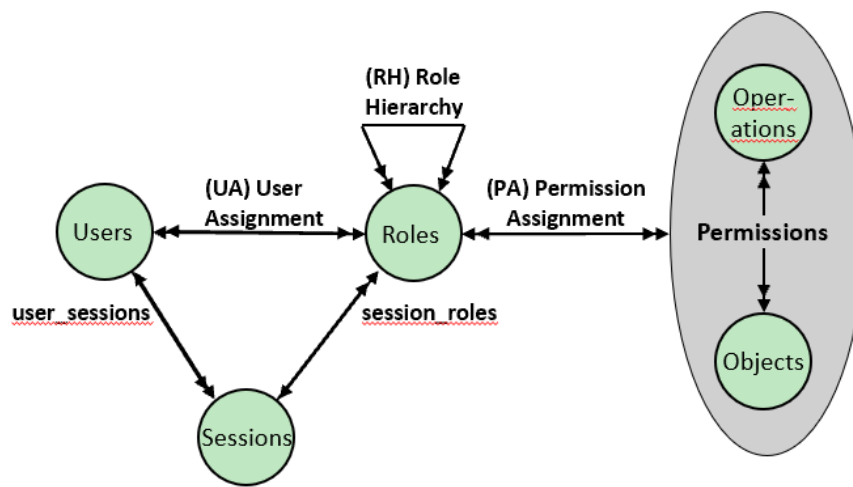 (RH) Role
Hierarchy
Oper-
ations
(UA) User
Assignment
(PA) Permission
Assignment
Users
Roles
Permissions
user_sessions
session_roles
Objects
Sessions